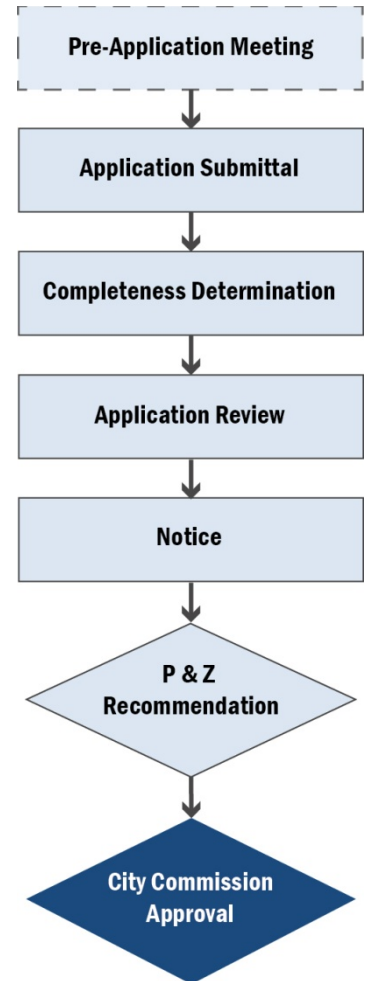 Pre-Application Meeting
Application Submittal
Completeness Determination
Application Review
Notice
P & Z
Recommendation
City Commission
Approval